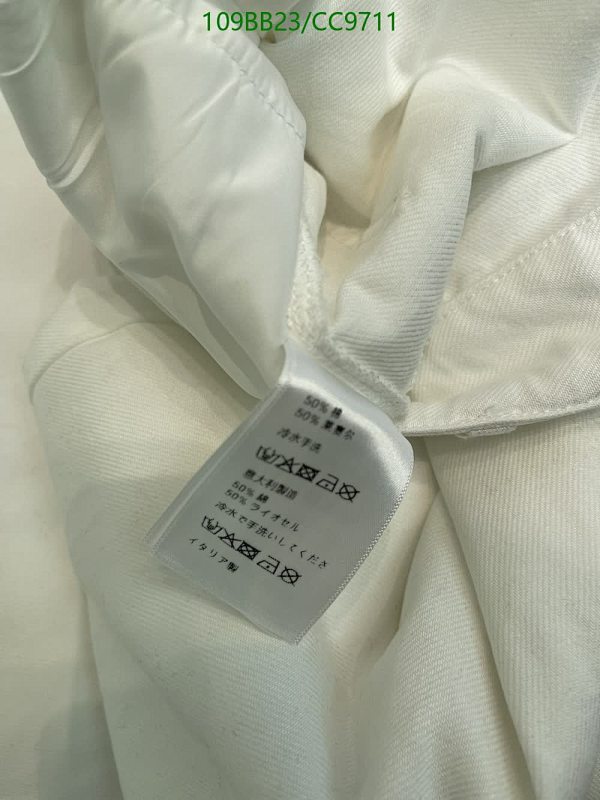 109BB23/CC9711
50% 棉
50% 莱赛尔
冷水手洗
意大利製造
50% 綿
50% ライオセル
冷水で手洗いしてくださ
イタリア製